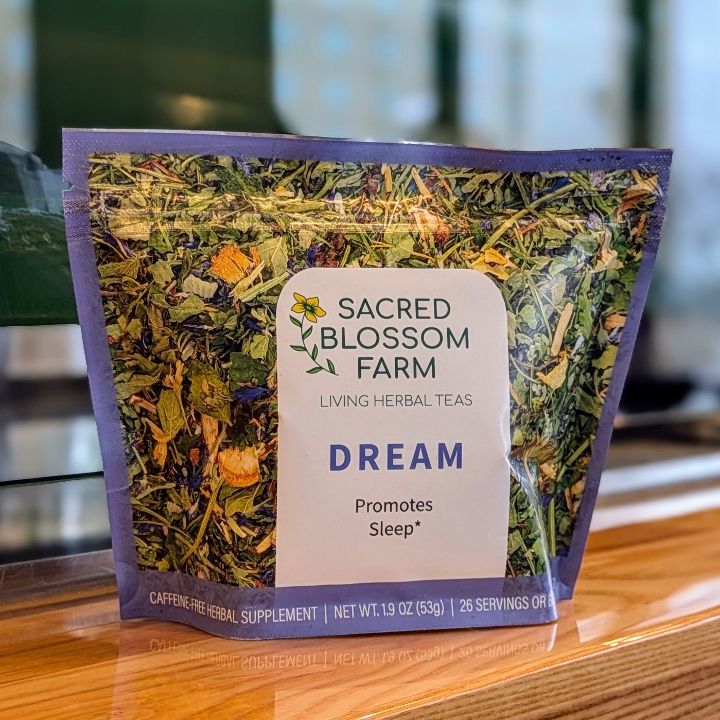 SACRED
BLOSSOM
FARM
LIVING HERBAL TEAS
DREAM
Promotes
Sleep*
CAFFEINE-FREE HERBAL SUPPLEMENT | NET WT. 1.9 OZ (53g) | 26 SERVINGS OR